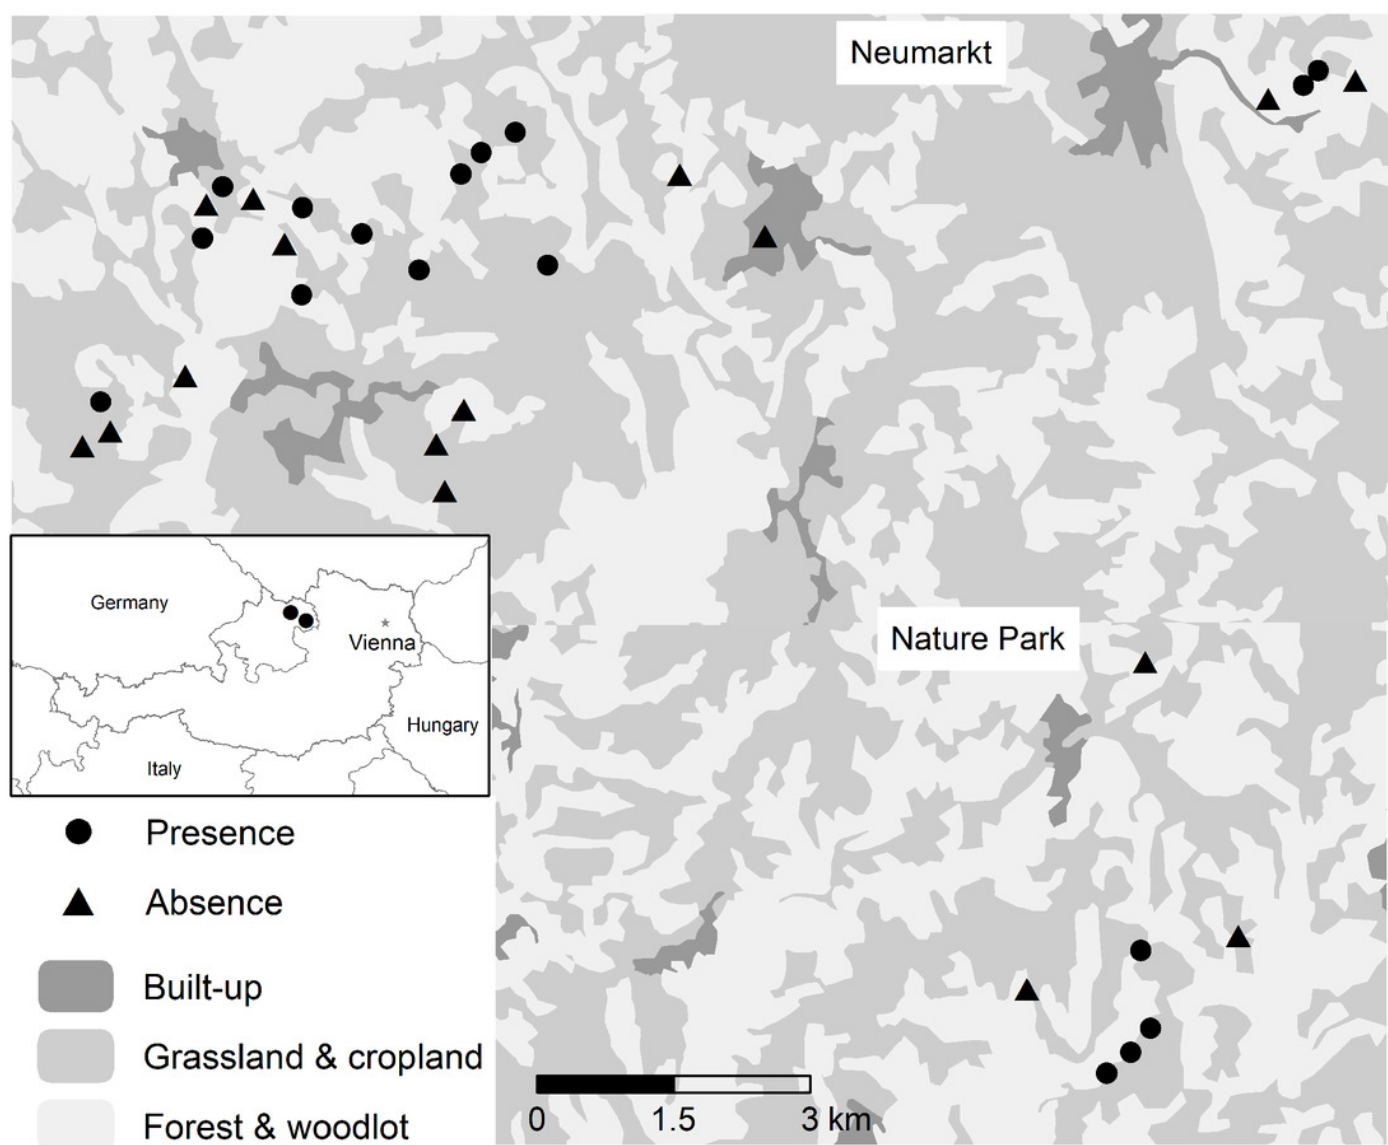 Neumarkt
Nature Park
Germany
Vienna
Hungary
Italy
Presence
Absence
Built-up
Grassland & cropland
Forest & woodlot
0 1.5 3 km